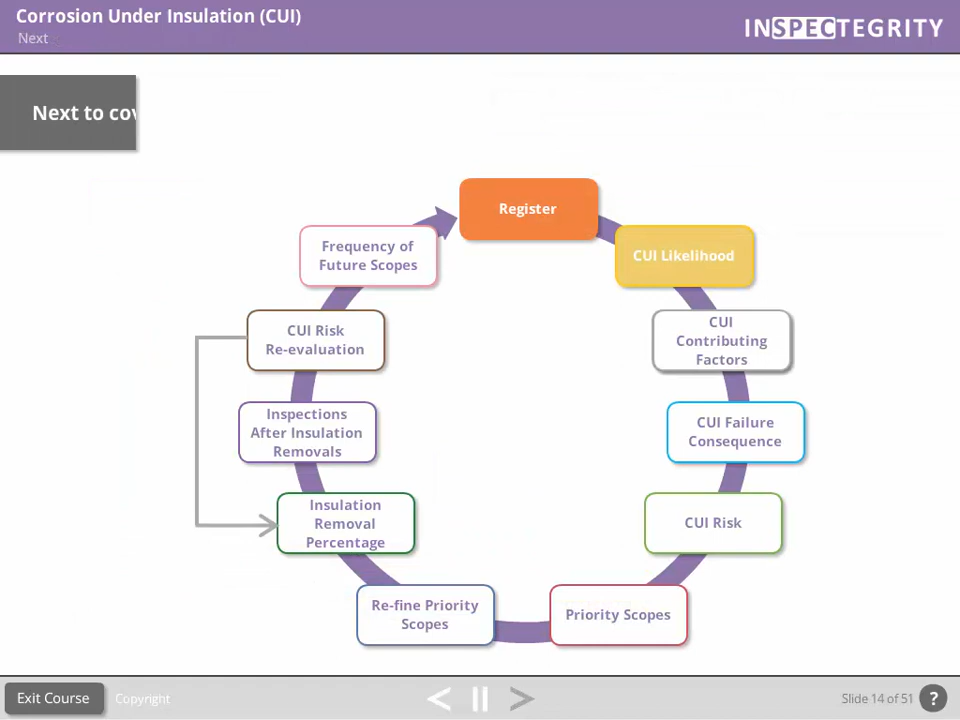 Corrosion Under Insulation (CUI)
Next
INSPECTEGRITY
Next to cov
Register
Frequency of
Future Scopes
CUI Likelihood
CUI Risk
Re-evaluation
CUI
Contributing
Factors
Inspections
After Insulation
Removals
CUI Failure
Consequence
Insulation
Removal
Percentage
CUI Risk
Re-fine Priority
Scopes
Priority Scopes
Exit Course
Copyright
Slide 14 of 51
?